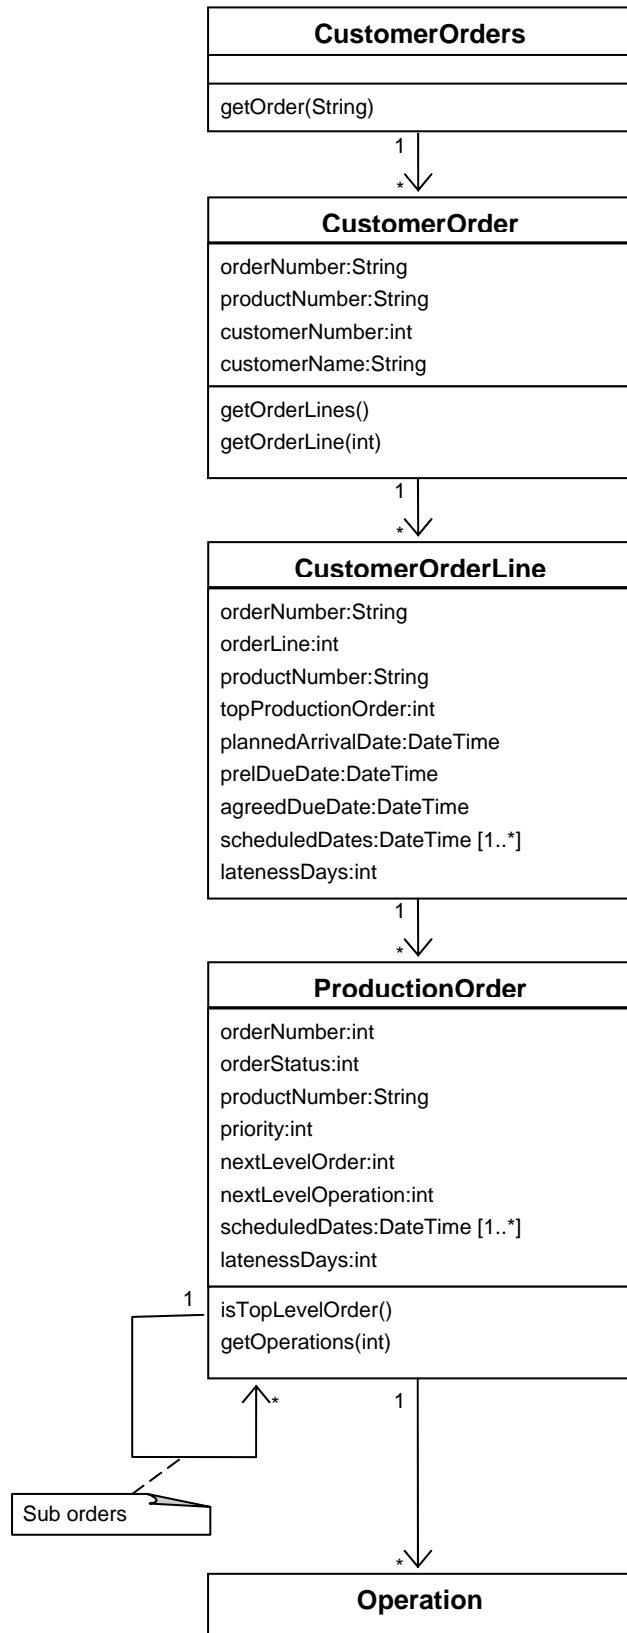 CustomerOrders
getOrder(String)
1
*
CustomerOrder
orderNumber:String
productNumber:String
customerNumber:int
customerName:String
getOrderLines()
getOrderLine(int)
1
*
CustomerOrderLine
orderNumber:String
orderLine:int
productNumber:String
topProductionOrder:int
plannedArrivalDate:DateTime
prelDueDate:DateTime
agreedDueDate:DateTime
scheduledDates:DateTime [1..*]
latenessDays:int
1
*
ProductionOrder
orderNumber:int
orderStatus:int
productNumber:String
priority:int
nextLevelOrder:int
nextLevelOperation:int
scheduledDates:DateTime [1..*]
latenessDays:int
1
isTopLevelOrder()
getOperations(int)
*
1
Sub orders
*
Operation